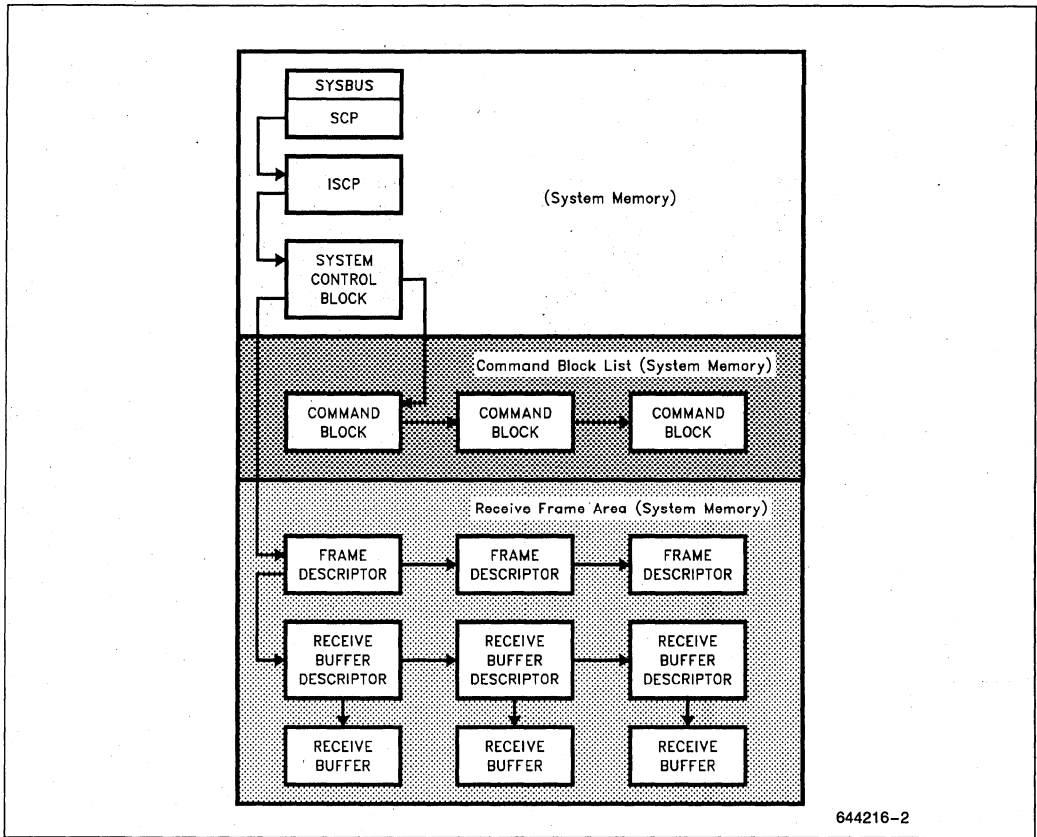 SYSBUS
SCP
ISCP
(System Memory)
SYSTEM
CONTROL
BLOCK
Command Block List (System Memory)
COMMAND
BLOCK
COMMAND
BLOCK
COMMAND
BLOCK
Receive Frame Area (System Memory)
FRAME
DESCRIPTOR
FRAME
DESCRIPTOR
FRAME
DESCRIPTOR
RECEIVE
BUFFER
DESCRIPTOR
RECEIVE
BUFFER
DESCRIPTOR
RECEIVE
BUFFER
DESCRIPTOR
RECEIVE
BUFFER
RECEIVE
BUFFER
RECEIVE
BUFFER
644216-2